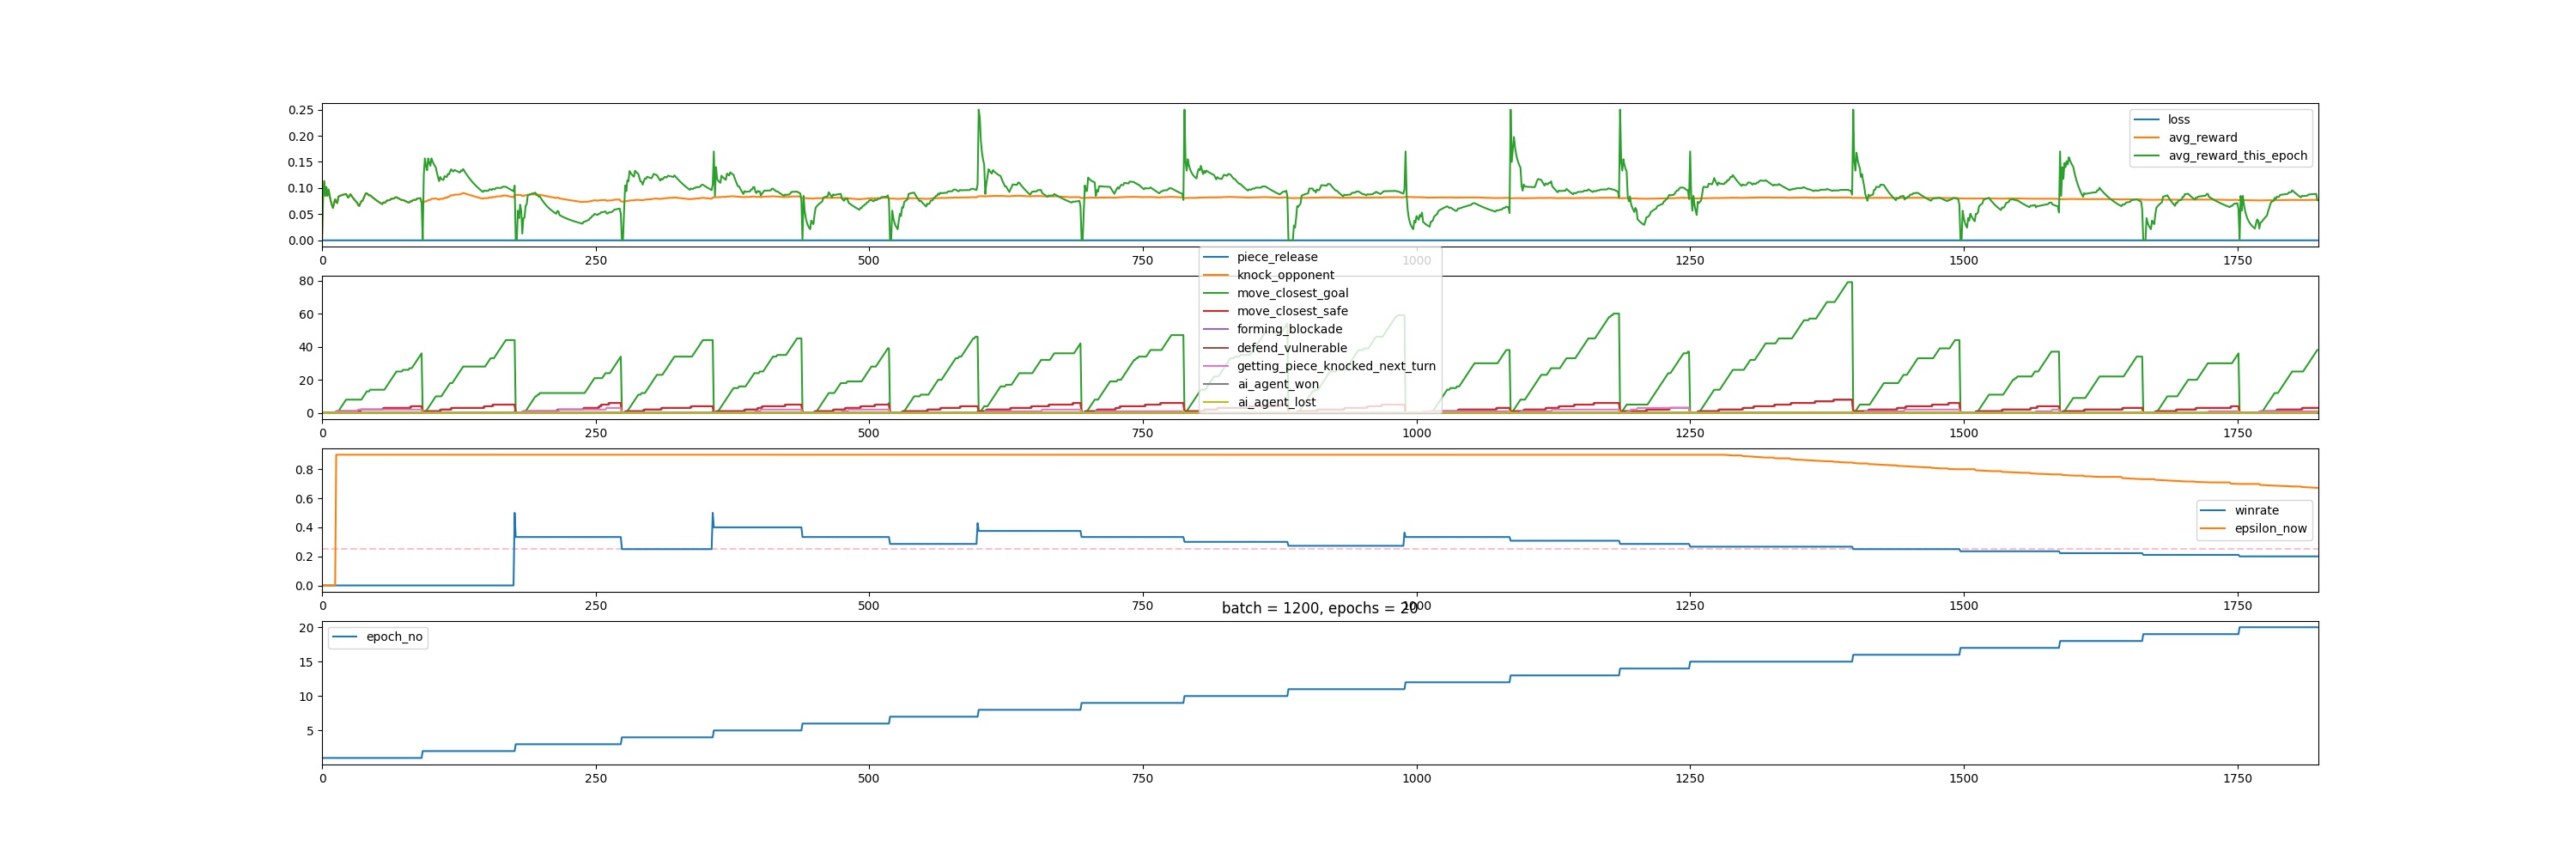 0.25
0.20
0.15
0.10
0.05
0.00
loss
avg_reward
avg_reward_this_epoch
0 250 500 750 1000 1250 1500 1750
80
60
40
20
0
piece_release
knock_opponent
move_closest_goal
move_closest_safe
forming_blockade
defend_vulnerable
getting_piece_knocked_next_turn
ai_agent_won
ai_agent_lost
0 250 500 750 1000 1250 1500 1750
0.8
0.6
0.4
0.2
0.0
winrate
epsilon_now
0 250 500 750 1000 1250 1500 1750
batch = 1200, epochs = 20
20
15
10
5
epoch_no
0 250 500 750 1000 1250 1500 1750